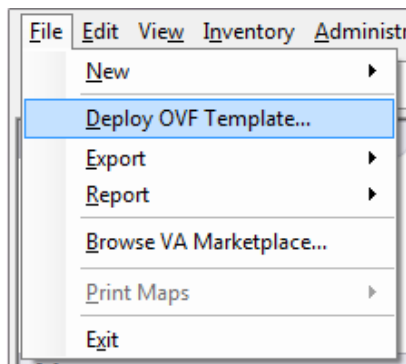 File Edit View Inventory Administr
New
Deploy OVF Template...
Export
Report
Browse VA Marketplace...
Print Maps
Exit